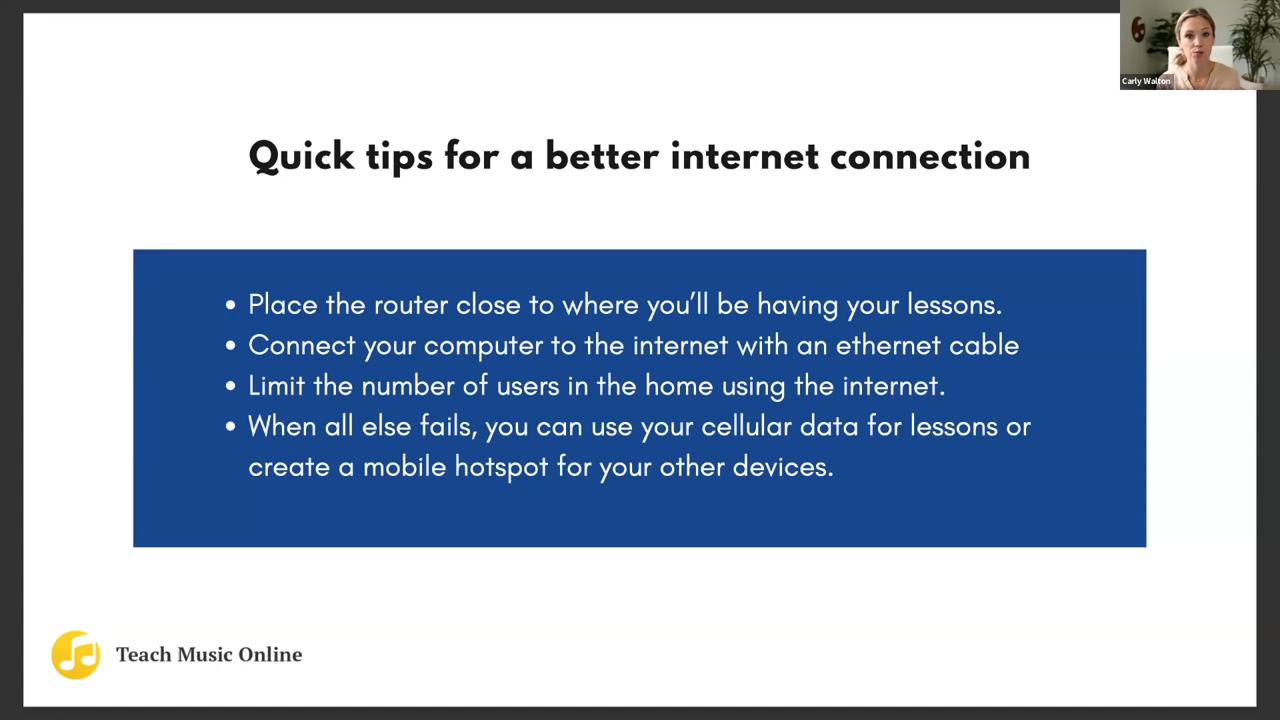 Carly Walton
Quick tips for a better internet connection
• Place the router close to where you’ll be having your lessons.
• Connect your computer to the internet with an ethernet cable
• Limit the number of users in the home using the internet.
• When all else fails, you can use your cellular data for lessons or
create a mobile hotspot for your other devices.
Teach Music Online